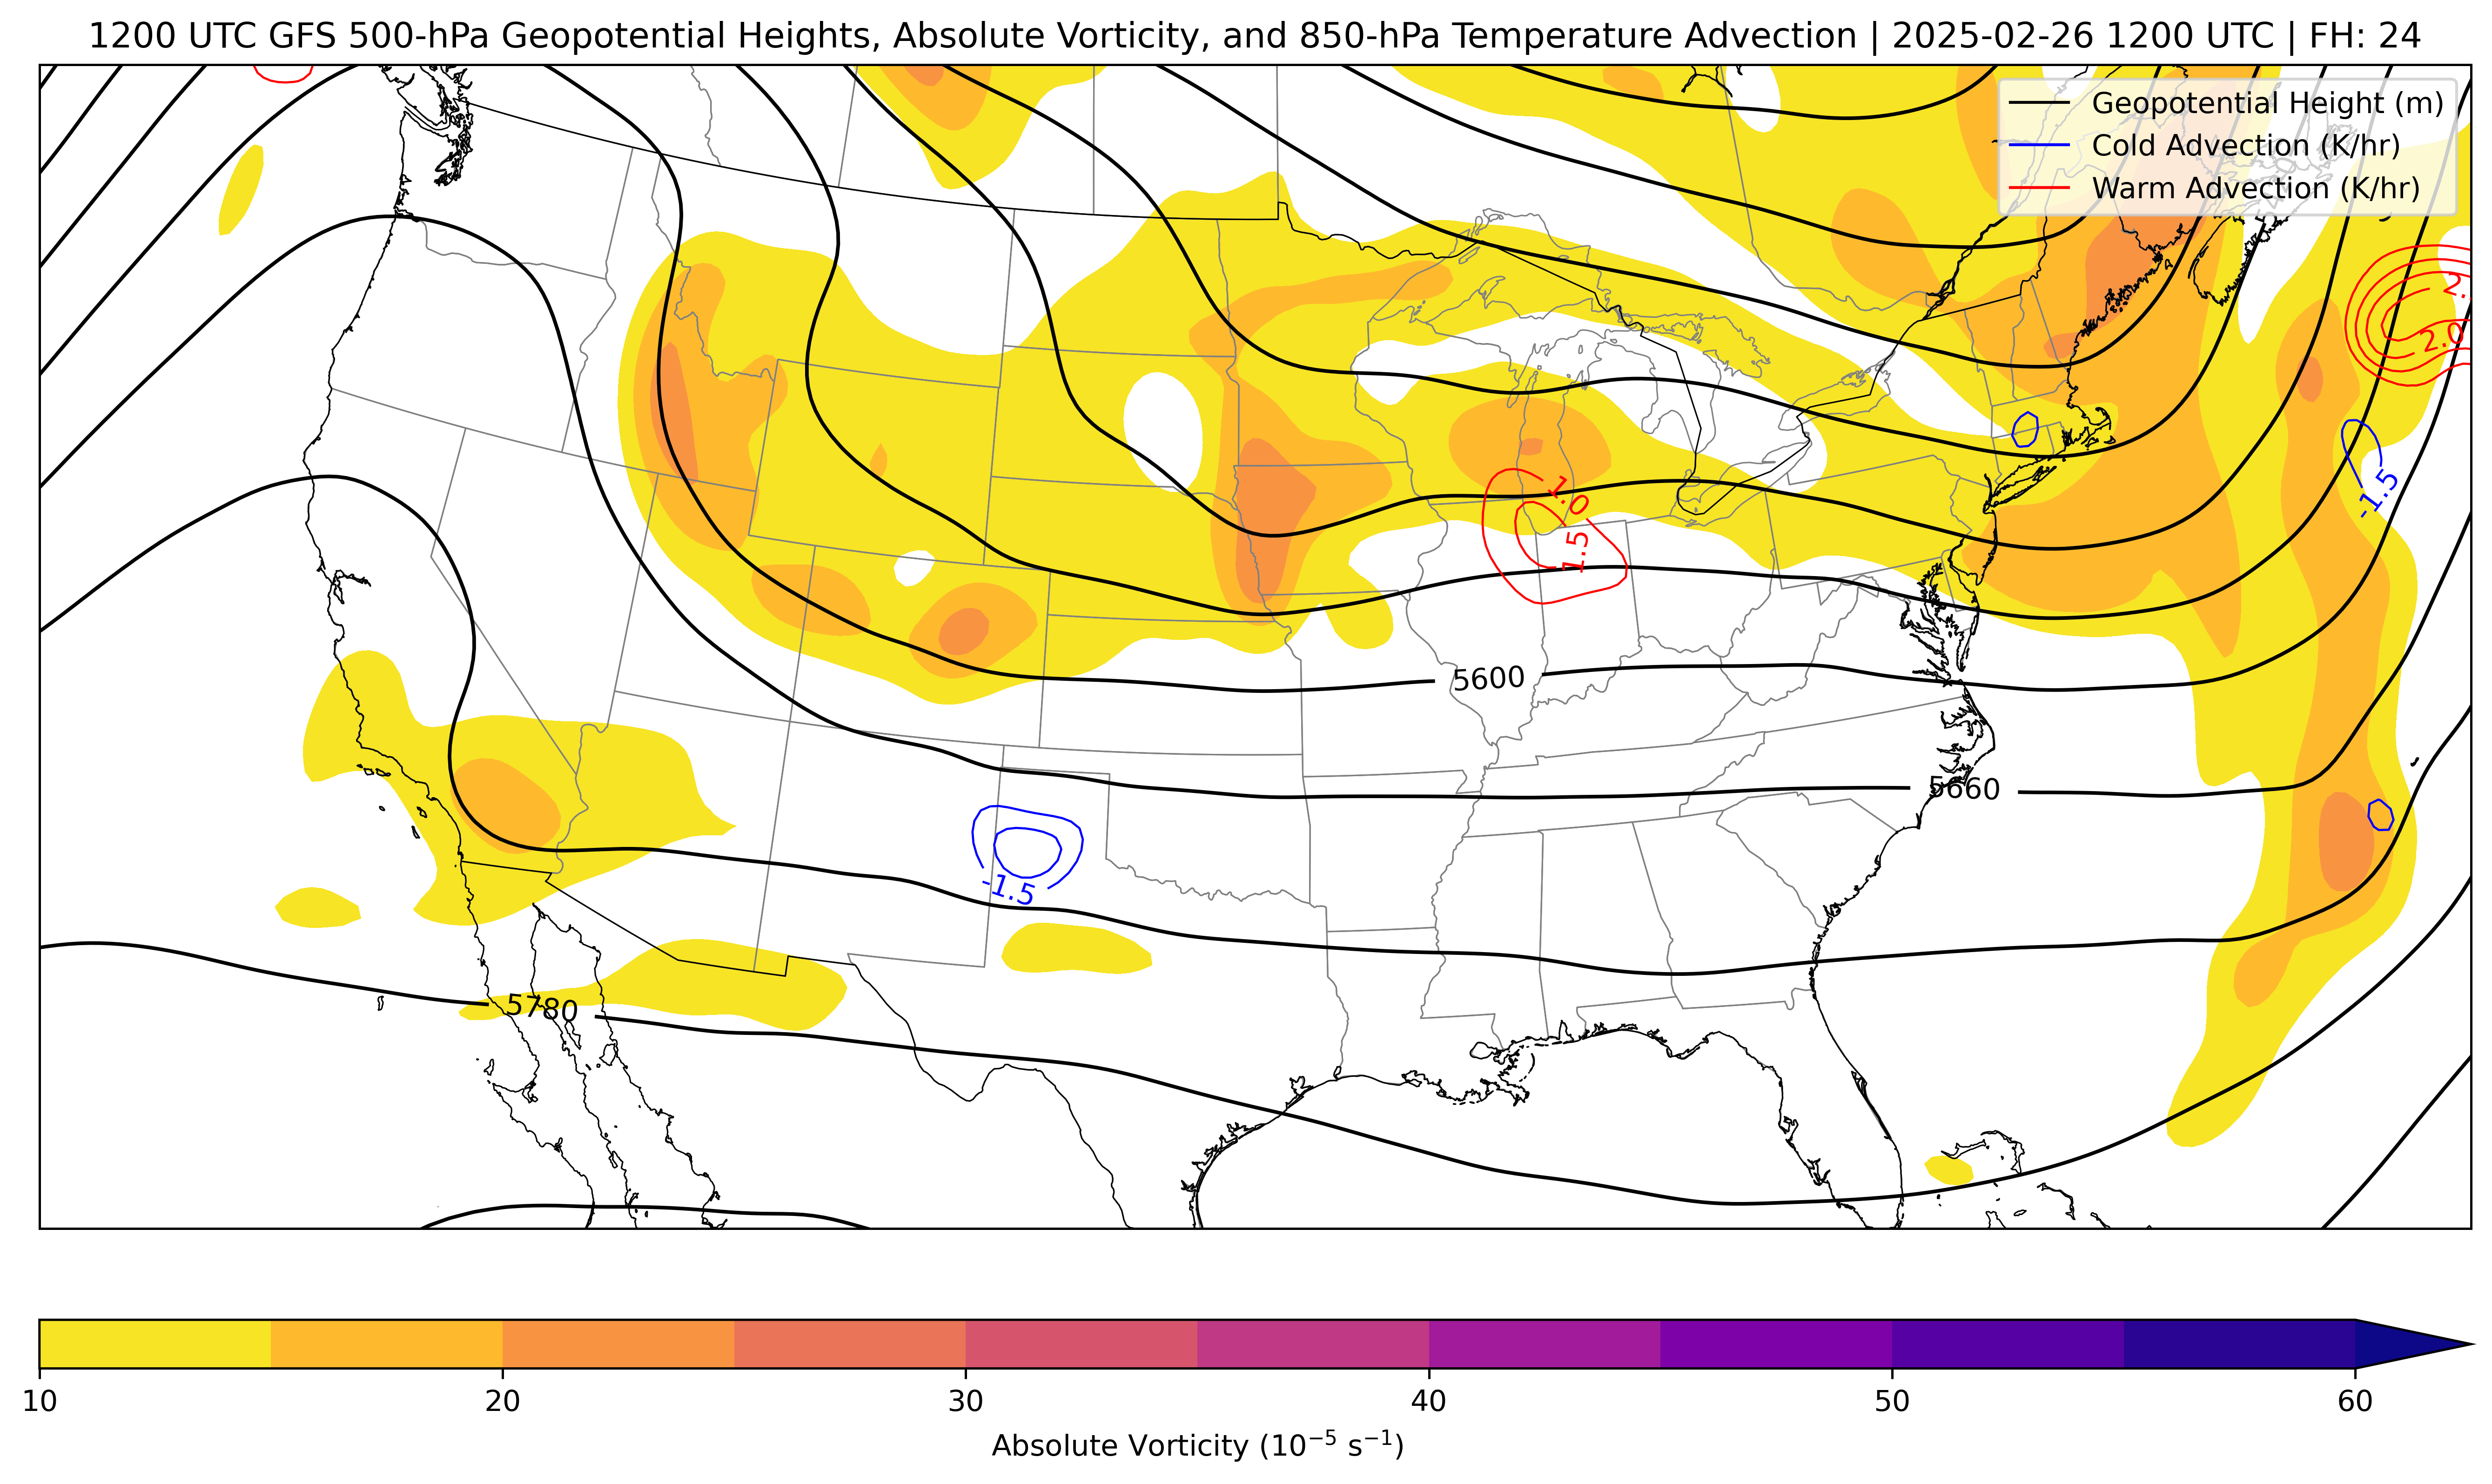 1200 UTC GFS 500-hPa Geopotential Heights, Absolute Vorticity, and 850-hPa Temperature Advection | 2025-02-26 1200 UTC | FH: 24
Geopotential Height (m)
Cold Advection (K/hr)
Warm Advection (K/hr)
2.0
1.0
-1.5
1.5
5600
5660
-1.5
5780
10 20 30 40 50 60
Absolute Vorticity (10⁻⁵ s⁻¹)